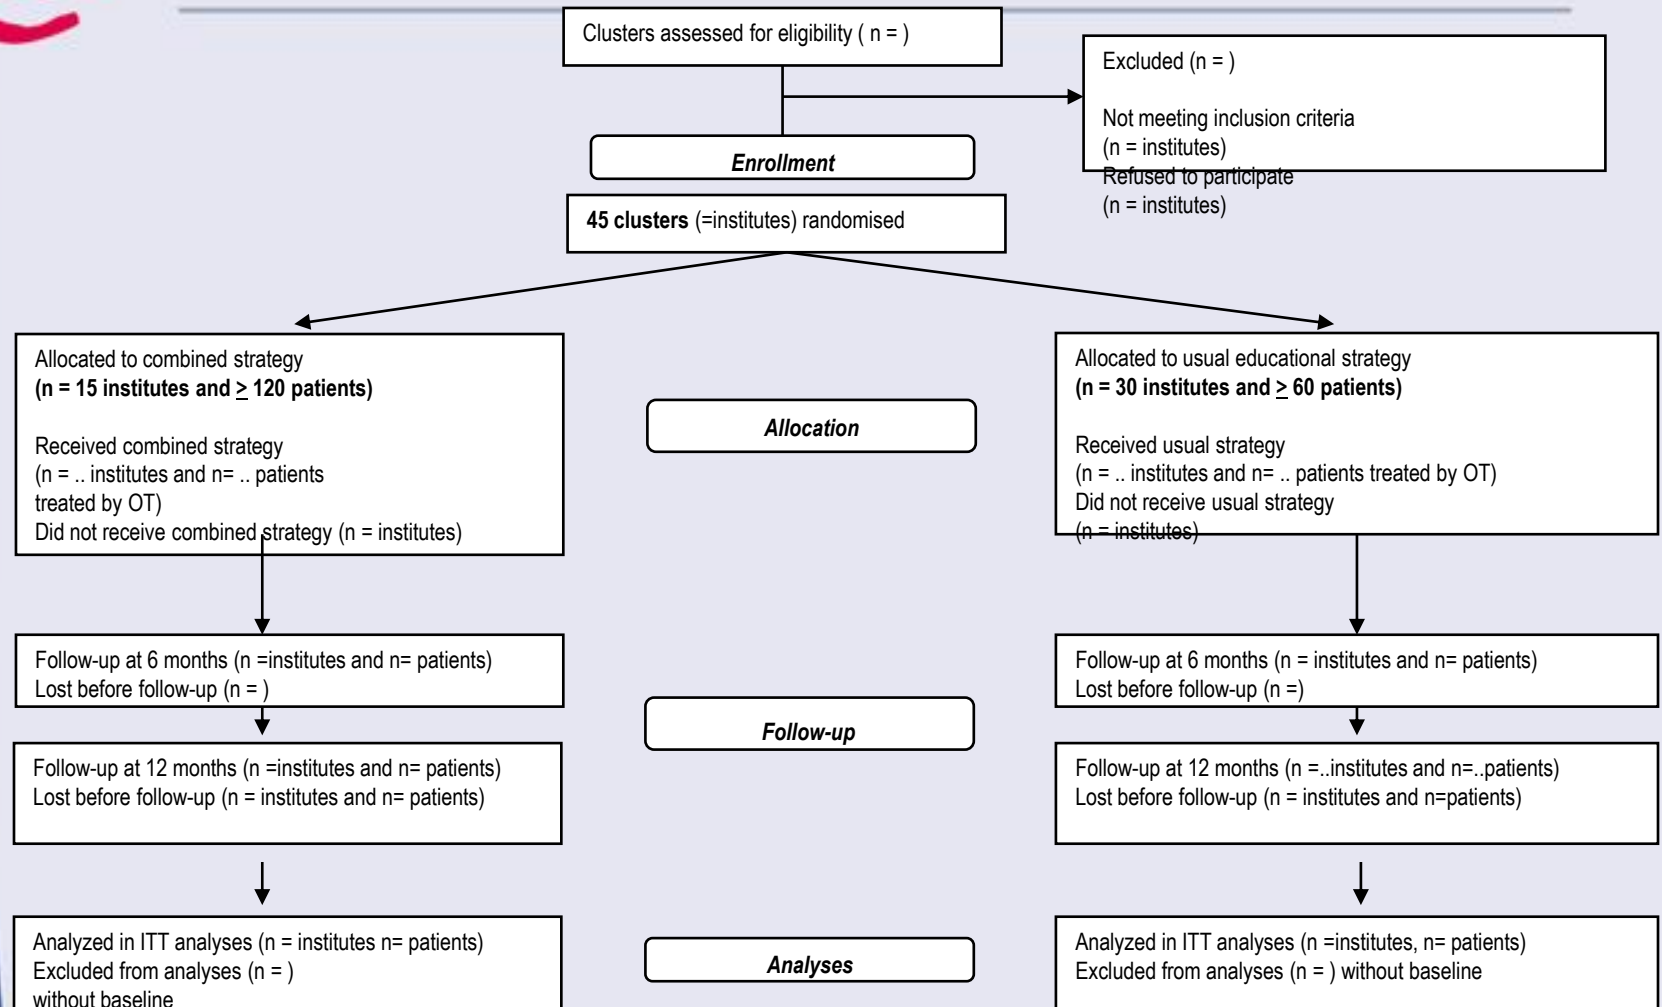 Clusters assessed for eligibility ( n = )
Excluded (n = )
Not meeting inclusion criteria
(n = institutes)
Refused to participate
(n = institutes)
Enrollment
45 clusters (=institutes) randomised
Allocated to combined strategy
(n = 15 institutes and ≥ 120 patients)
Received combined strategy
(n = .. institutes and n= .. patients
treated by OT)
Did not receive combined strategy (n = institutes)
Allocation
Allocated to usual educational strategy
(n = 30 institutes and ≥ 60 patients)
Received usual strategy
(n = .. institutes and n= .. patients treated by OT)
Did not receive usual strategy
(n = institutes)
Follow-up at 6 months (n =institutes and n= patients)
Lost before follow-up (n = )
Follow-up at 6 months (n = institutes and n= patients)
Lost before follow-up (n =)
Follow-up
Follow-up at 12 months (n =institutes and n= patients)
Lost before follow-up (n = institutes and n= patients)
Follow-up at 12 months (n =..institutes and n=..patients)
Lost before follow-up (n = institutes and n=patients)
Analyzed in ITT analyses (n = institutes n= patients)
Excluded from analyses (n = )
without baseline
Analyses
Analyzed in ITT analyses (n =institutes, n= patients)
Excluded from analyses (n = ) without baseline